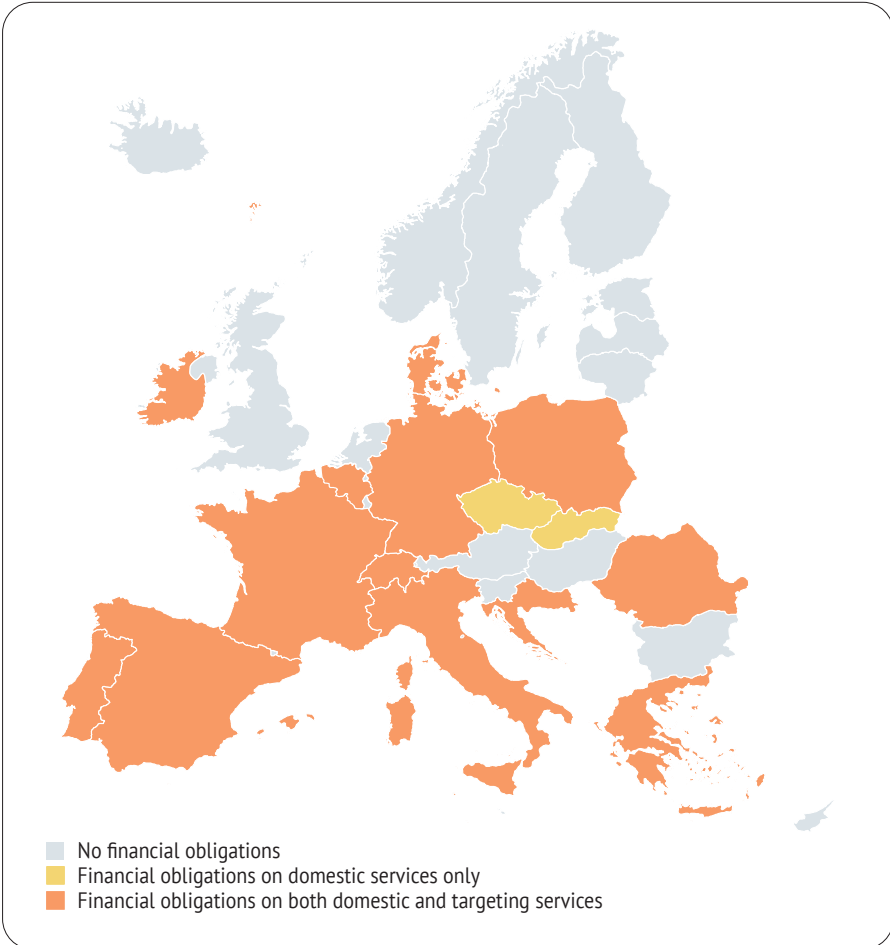 No financial obligations
Financial obligations on domestic services only
Financial obligations on both domestic and targeting services